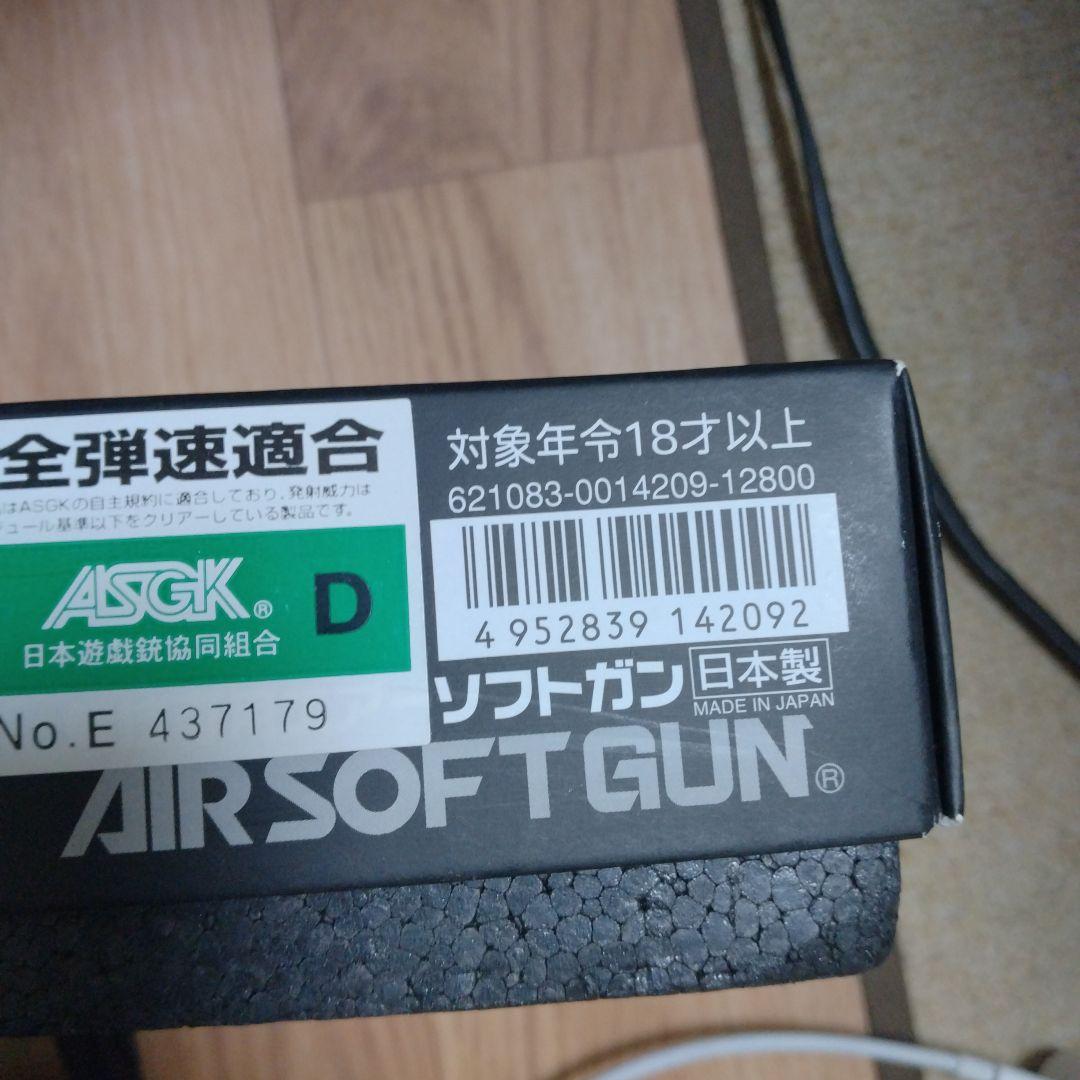 全弾速適合
はASGKの自主規約に適合しており、発射威力は
ジュール基準以下をクリアーしている製品です。
ASGK® D
日本遊戯銃協同組合
No.E 437179
対象年令18才以上
621083-0014209-12800
4 952839 142092
ソフトガン 日本製
MADE IN JAPAN
AIRSOFT GUN®